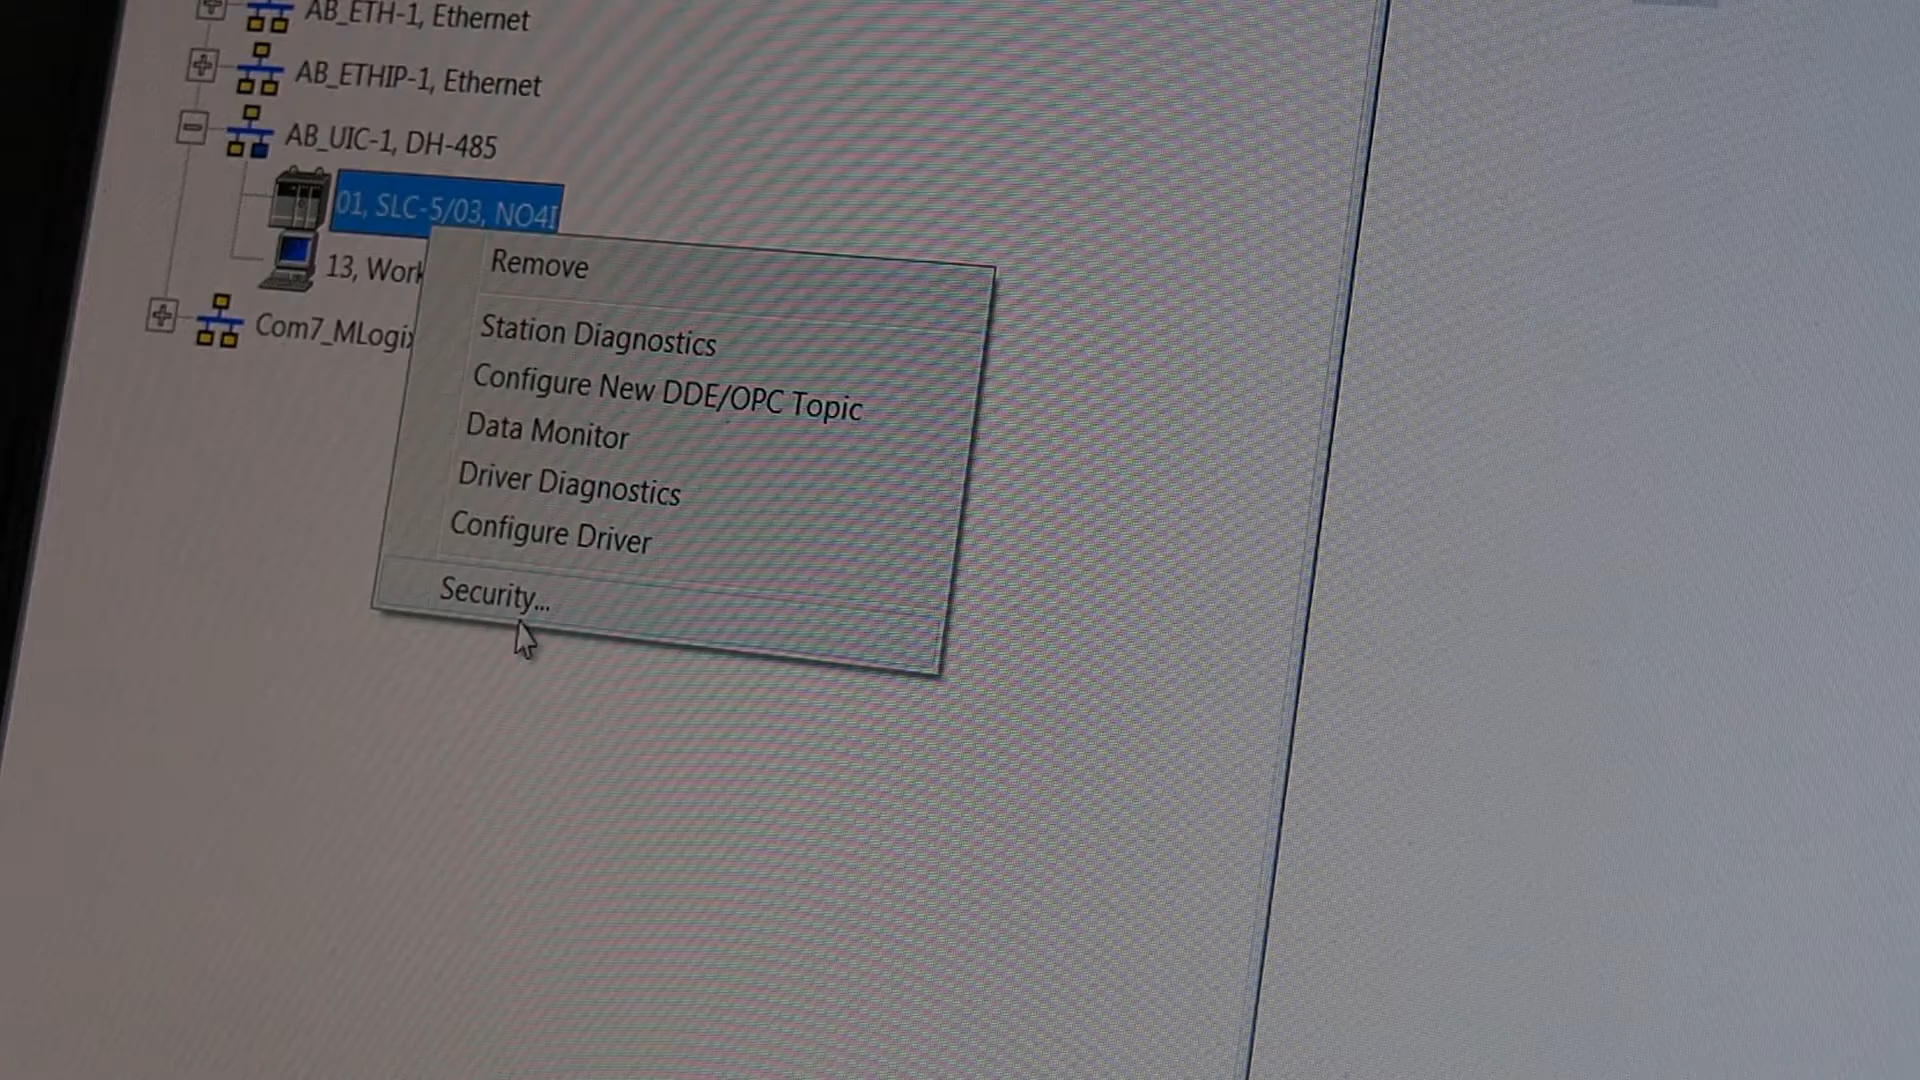 AB_ETH-1, Ethernet
AB_ETHIP-1, Ethernet
AB_UIC-1, DH-485
01, SLC-5/03, NO4I
13, Work
Com7_MLogix
Remove
Station Diagnostics
Configure New DDE/OPC Topic
Data Monitor
Driver Diagnostics
Configure Driver
Security...